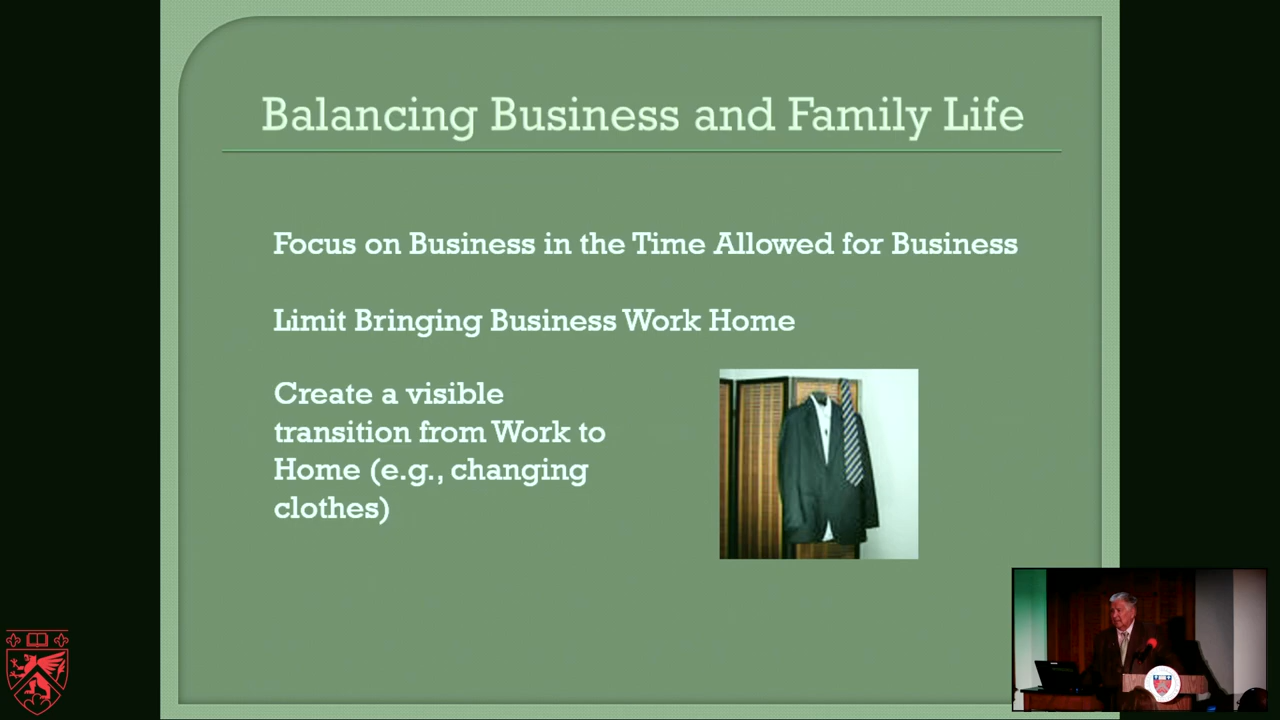 Balancing Business and Family Life
Focus on Business in the Time Allowed for Business
Limit Bringing Business Work Home
Create a visible
transition from Work to
Home (e.g., changing
clothes)